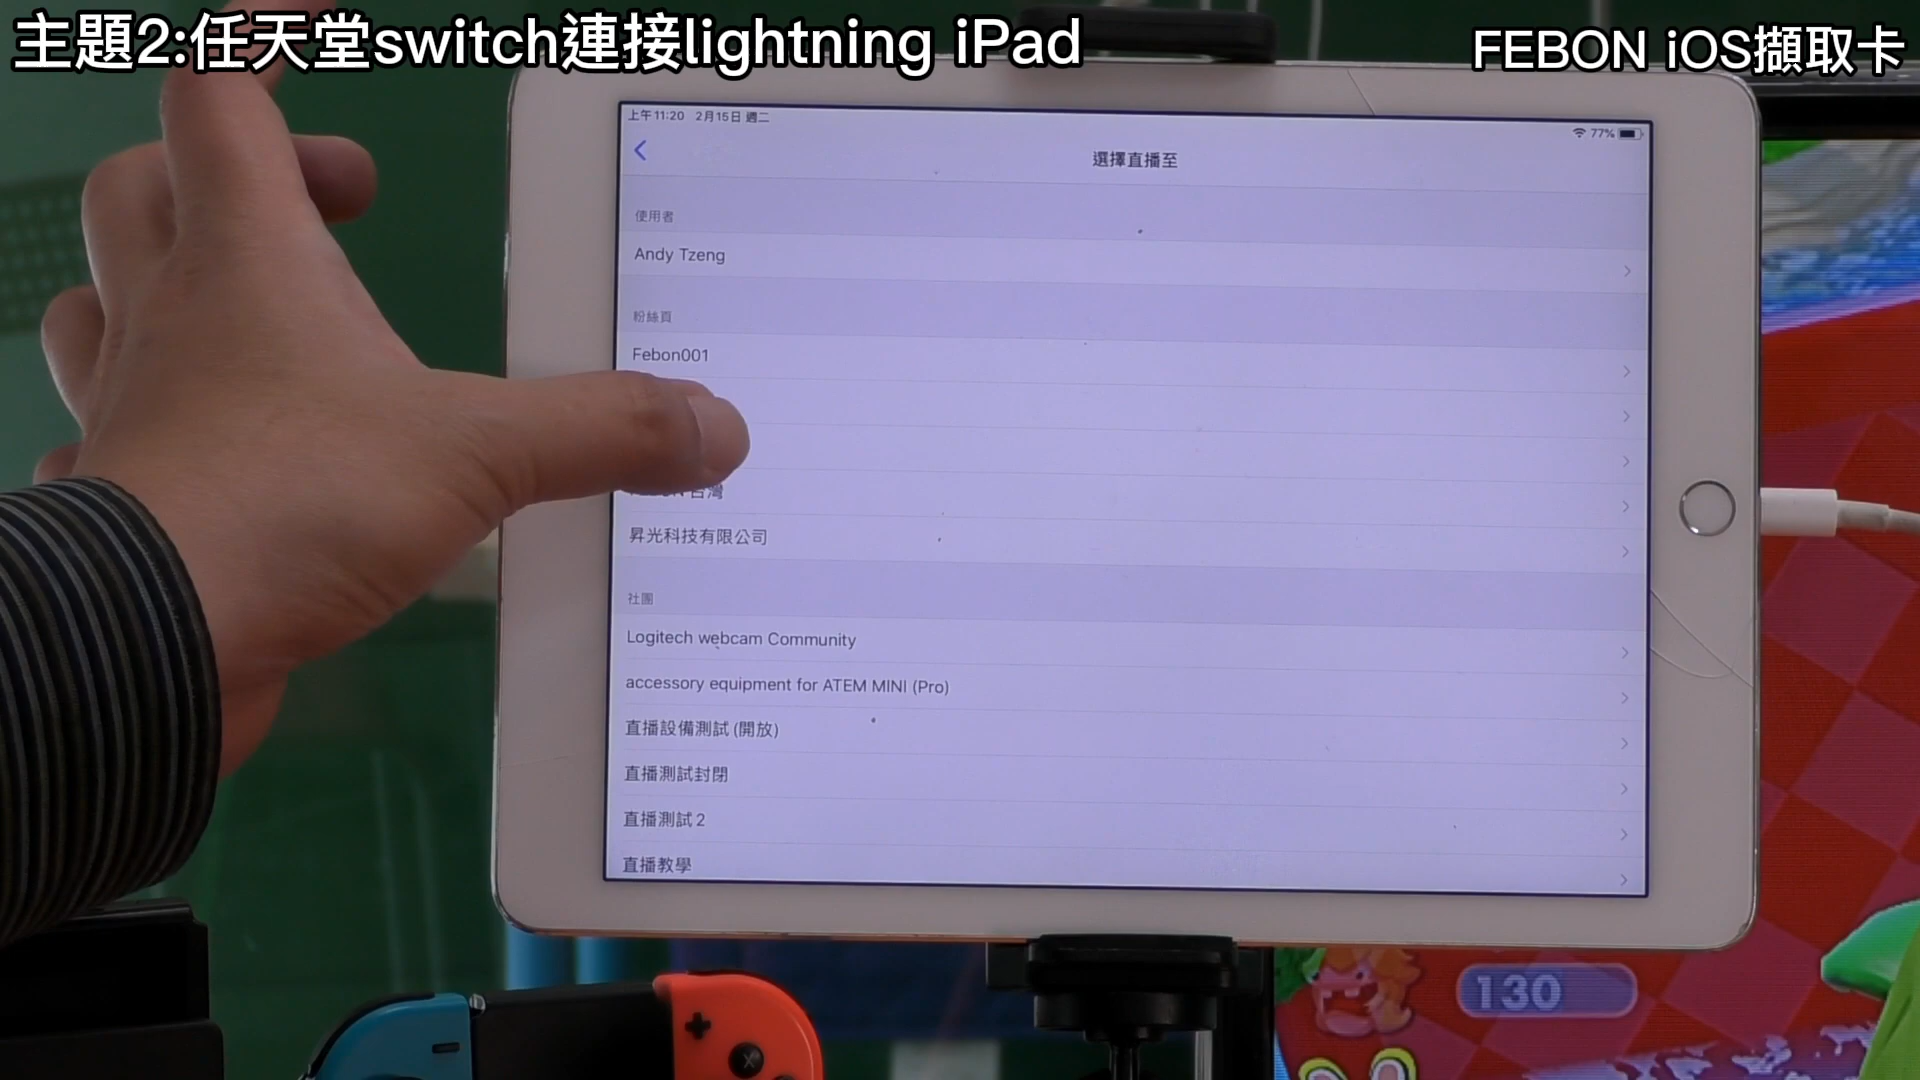 主題2:任天堂switch連接lightning iPad
FEBON iOS擷取卡
上午11:20 2月15日 週二
77%
選擇直播至
使用者
Andy Tzeng
粉絲頁
Febon001
台灣
昇光科技有限公司
社團
Logitech webcam Community
accessory equipment for ATEM MINI (Pro)
直播設備測試(開放)
直播測試封閉
直播測試2
直播教學
130
X